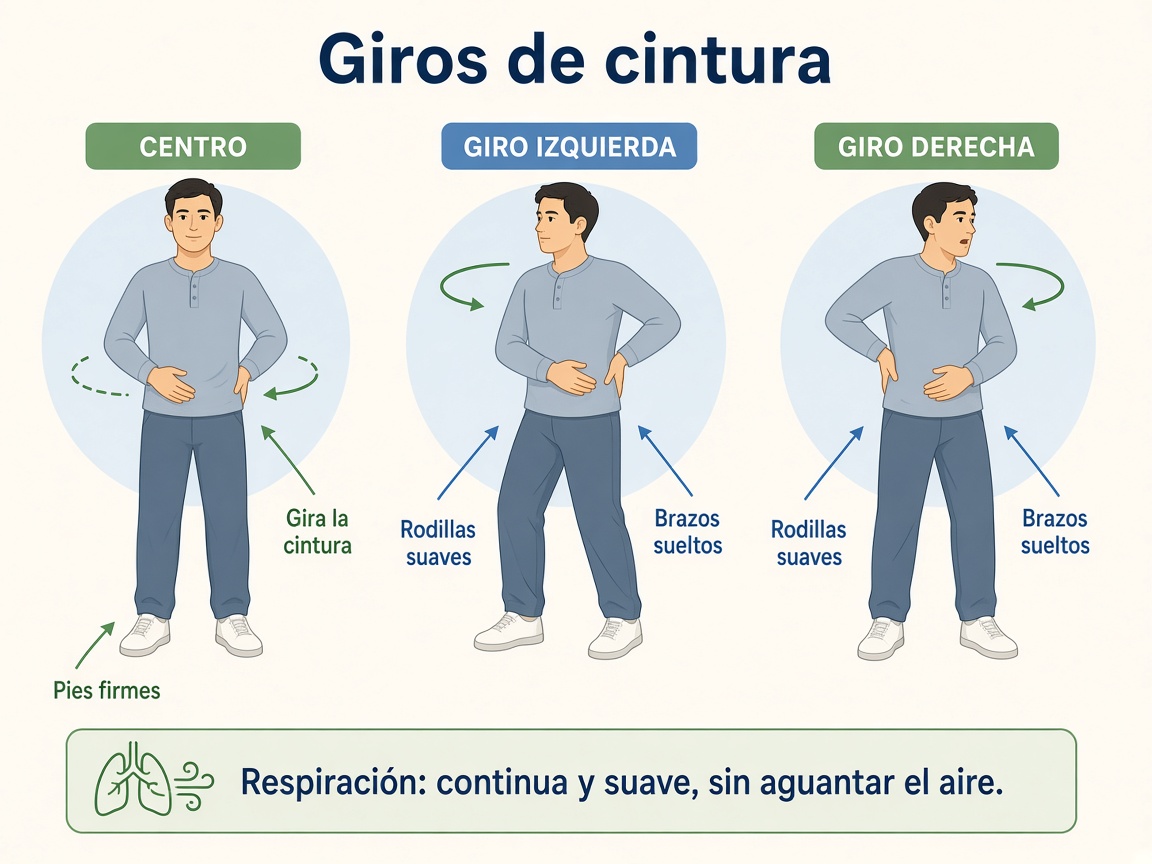 Giros de cintura
CENTRO
GIRO IZQUIERDA
GIRO DERECHA
Gira la
cintura
Pies firmes
Rodillas
suaves
Brazos
sueltos
Rodillas
suaves
Brazos
sueltos
Respiración: continua y suave, sin aguantar el aire.